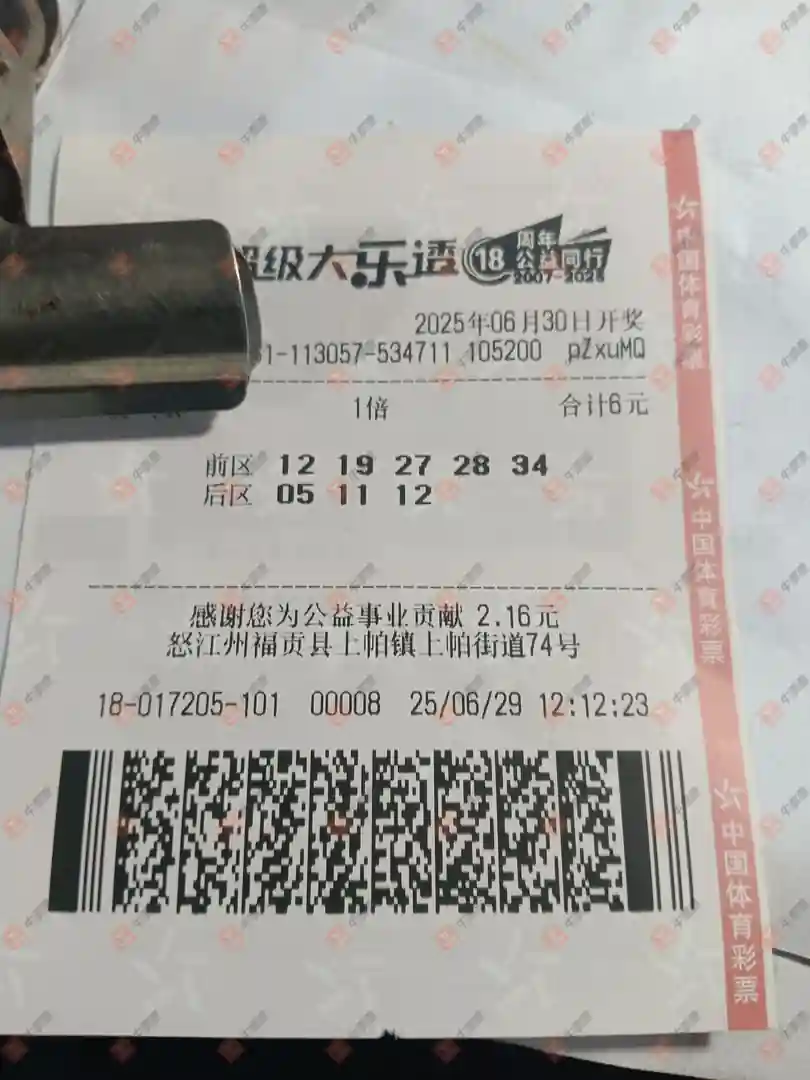 超级大乐透 18 周年 公益同行 2007-2025
2025年06月30日开奖
1-113057-534711 105200 pZxuMQ
1倍 合计6元
前区 12 19 27 28 34
后区 05 11 12
感谢您为公益事业贡献 2.16元
怒江州福贡县上帕镇上帕街道74号
18-017205-101 00008 25/06/29 12:12:23
中国体育彩票
中国体育彩票
中国体育彩票